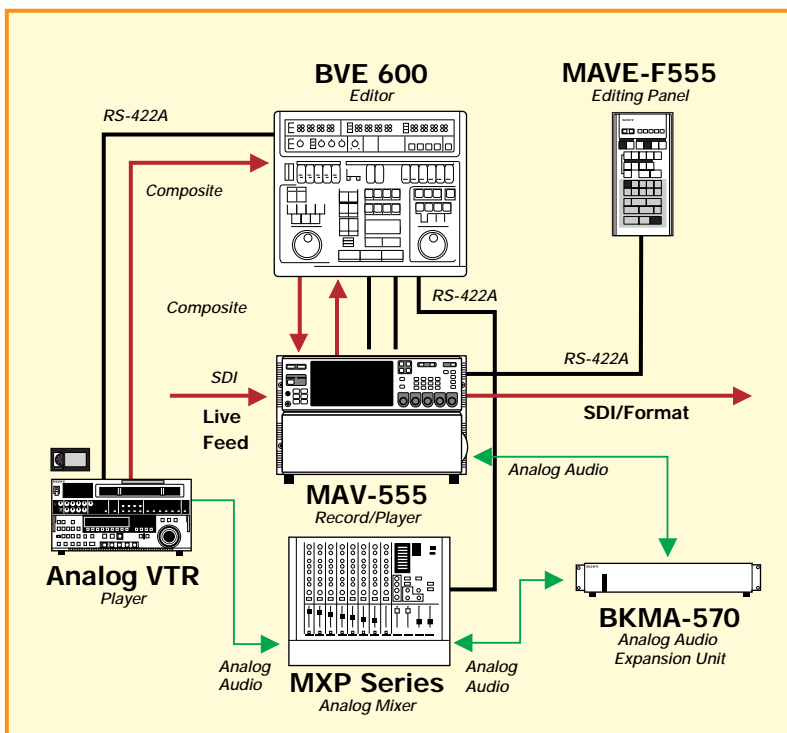 BVE 600
Editor
MAVE-F555
Editing Panel
RS-422A
Composite
Composite
RS-422A
RS-422A
SDI
Live
Feed
SDI/Format
MAV-555
Record/Player
Analog Audio
SONY
Analog VTR
Player
BKMA-570
Analog Audio
Expansion Unit
Analog
Audio
MXP Series
Analog Mixer
Analog
Audio